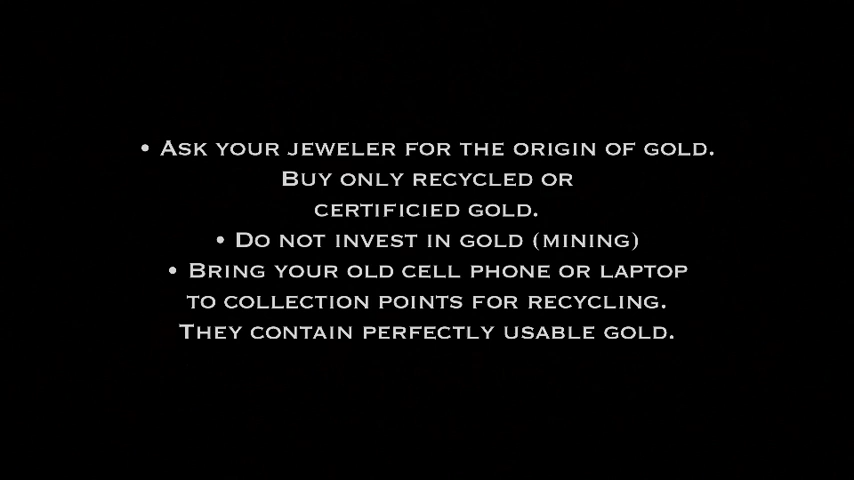 • Ask your jeweler for the origin of gold.
Buy only recycled or
certificied gold.
• Do not invest in gold (mining)
• Bring your old cell phone or laptop
to collection points for recycling.
They contain perfectly usable gold.